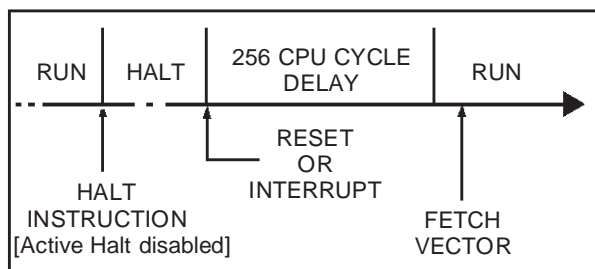 RUN
HALT
256 CPU CYCLE
DELAY
RUN
RESET
OR
INTERRUPT
HALT
INSTRUCTION
[Active Halt disabled]
FETCH
VECTOR